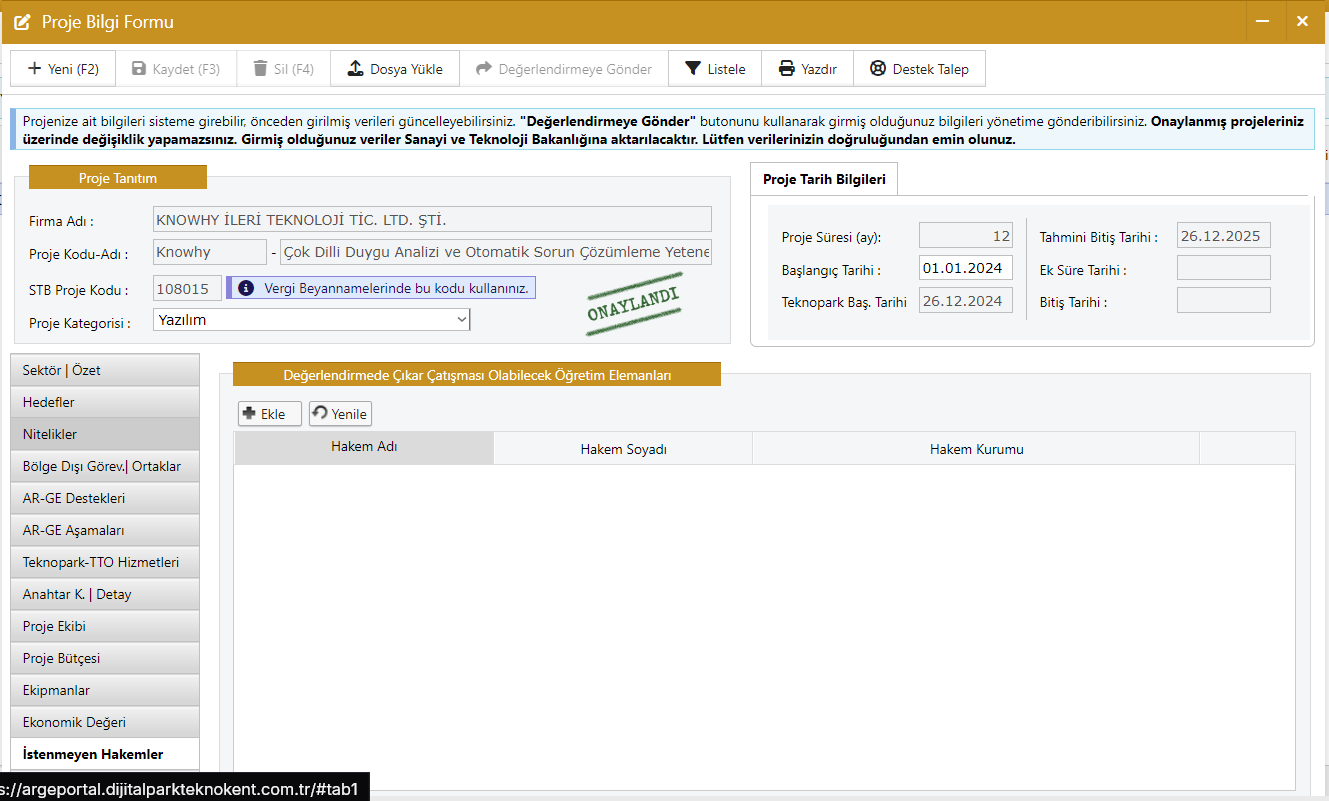 Proje Bilgi Formu
Yeni (F2) Kaydet (F3) Sil (F4) Dosya Yükle Değerlendirmeye Gönder Listele Yazdır Destek Talep
Projenize ait bilgileri sisteme girebilir, önceden girilmiş verileri güncelleyebilirsiniz. "Değerlendirmeye Gönder" butonunu kullanarak girmiş olduğunuz bilgileri yönetime gönderibilirsiniz. Onaylanmış projeleriniz
üzerinde değişiklik yapamazsınız. Girmiş olduğunuz veriler Sanayi ve Teknoloji Bakanlığına aktarılacaktır. Lütfen verilerinizin doğruluğundan emin olunuz.
Proje Tanıtım
Firma Adı : KNOWHY İLERİ TEKNOLOJİ TİC. LTD. ŞTİ.
Proje Kodu-Adı : Knowhy - Çok Dilli Duygu Analizi ve Otomatik Sorun Çözümleme Yetene
STB Proje Kodu : 108015 Vergi Beyannamelerinde bu kodu kullanınız.
Proje Kategorisi : Yazılım
ONAYLANDI
Proje Tarih Bilgileri
Proje Süresi (ay): 12 Tahmini Bitiş Tarihi : 26.12.2025
Başlangıç Tarihi : 01.01.2024 Ek Süre Tarihi :
Teknopark Baş. Tarihi 26.12.2024 Bitiş Tarihi :
Sektör | Özet
Hedefler
Nitelikler
Bölge Dışı Görev.| Ortaklar
AR-GE Destekleri
AR-GE Aşamaları
Teknopark-TTO Hizmetleri
Anahtar K. | Detay
Proje Ekibi
Proje Bütçesi
Ekipmanlar
Ekonomik Değeri
İstenmeyen Hakemler
Değerlendirmede Çıkar Çatışması Olabilecek Öğretim Elemanları
Ekle Yenile
Hakem Adı Hakem Soyadı Hakem Kurumu
s://argeportal.dijitalparkteknokent.com.tr/#tab1